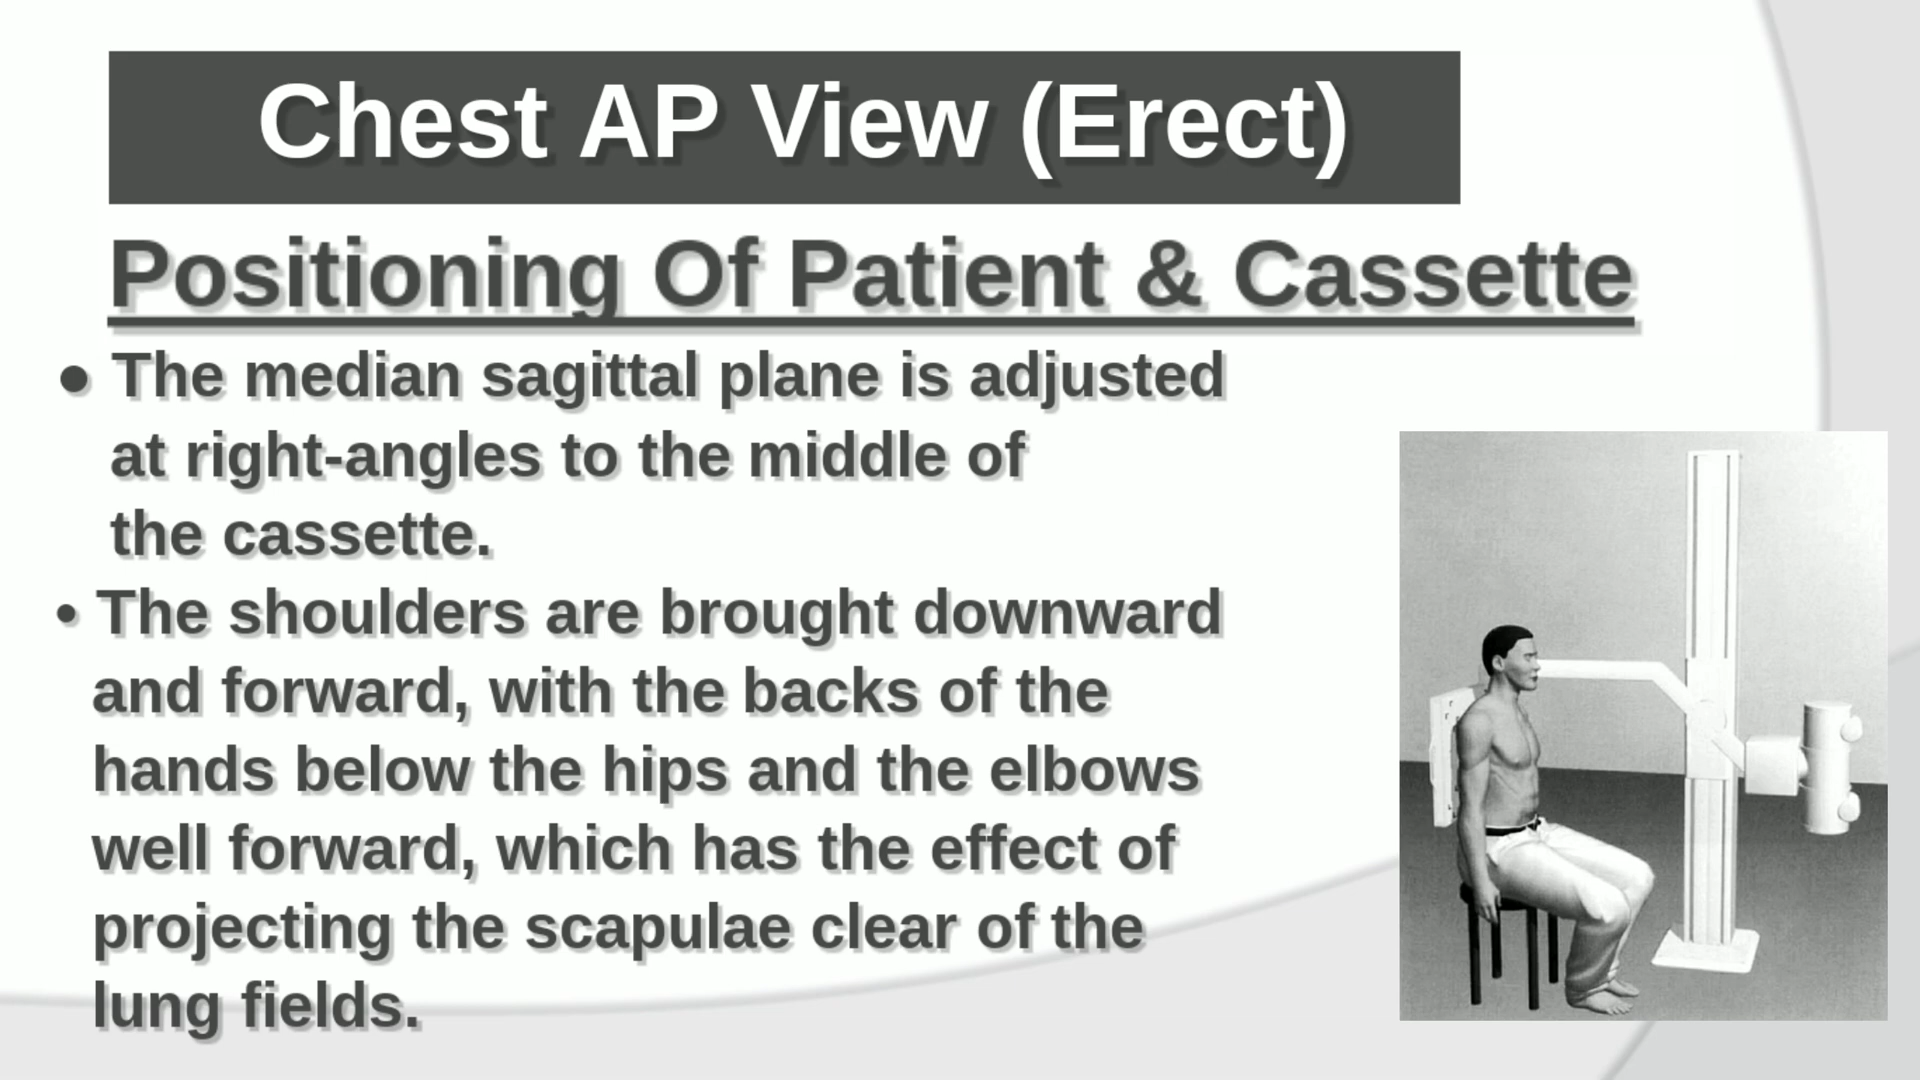 Chest AP View (Erect)
Positioning Of Patient & Cassette
• The median sagittal plane is adjusted
at right-angles to the middle of
the cassette.
• The shoulders are brought downward
and forward, with the backs of the
hands below the hips and the elbows
well forward, which has the effect of
projecting the scapulae clear of the
lung fields.